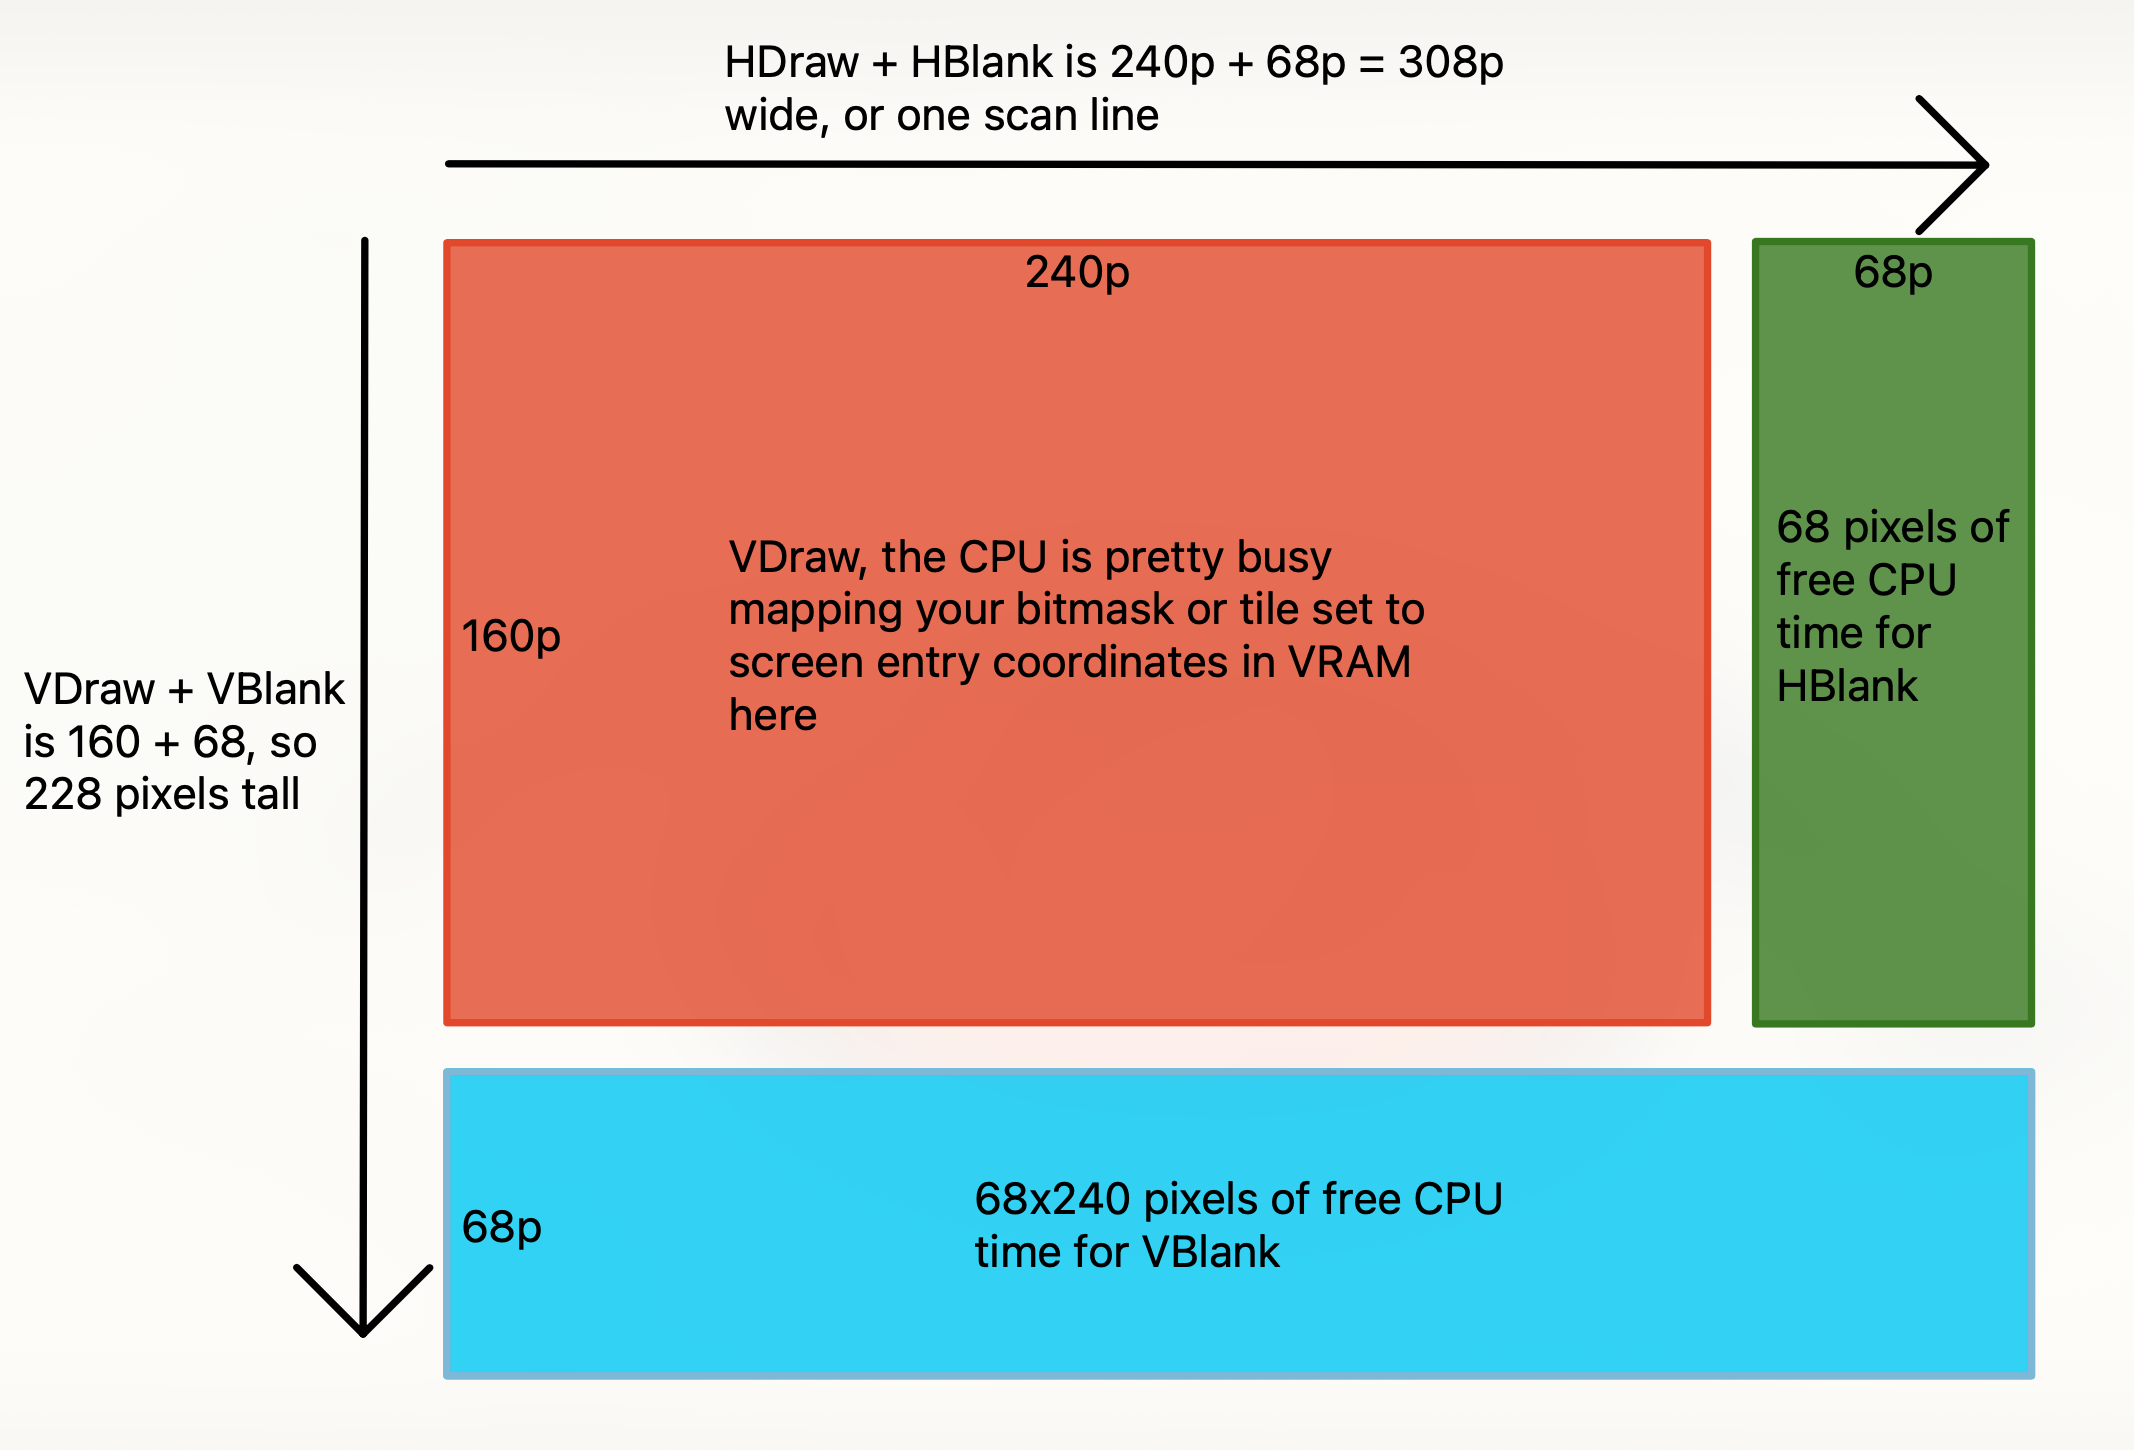 HDraw + HBlank is 240p + 68p = 308p
wide, or one scan line
240p
68p
160p
VDraw, the CPU is pretty busy
mapping your bitmask or tile set to
screen entry coordinates in VRAM
here
68 pixels of
free CPU
time for
HBlank
VDraw + VBlank
is 160 + 68, so
228 pixels tall
68p
68x240 pixels of free CPU
time for VBlank